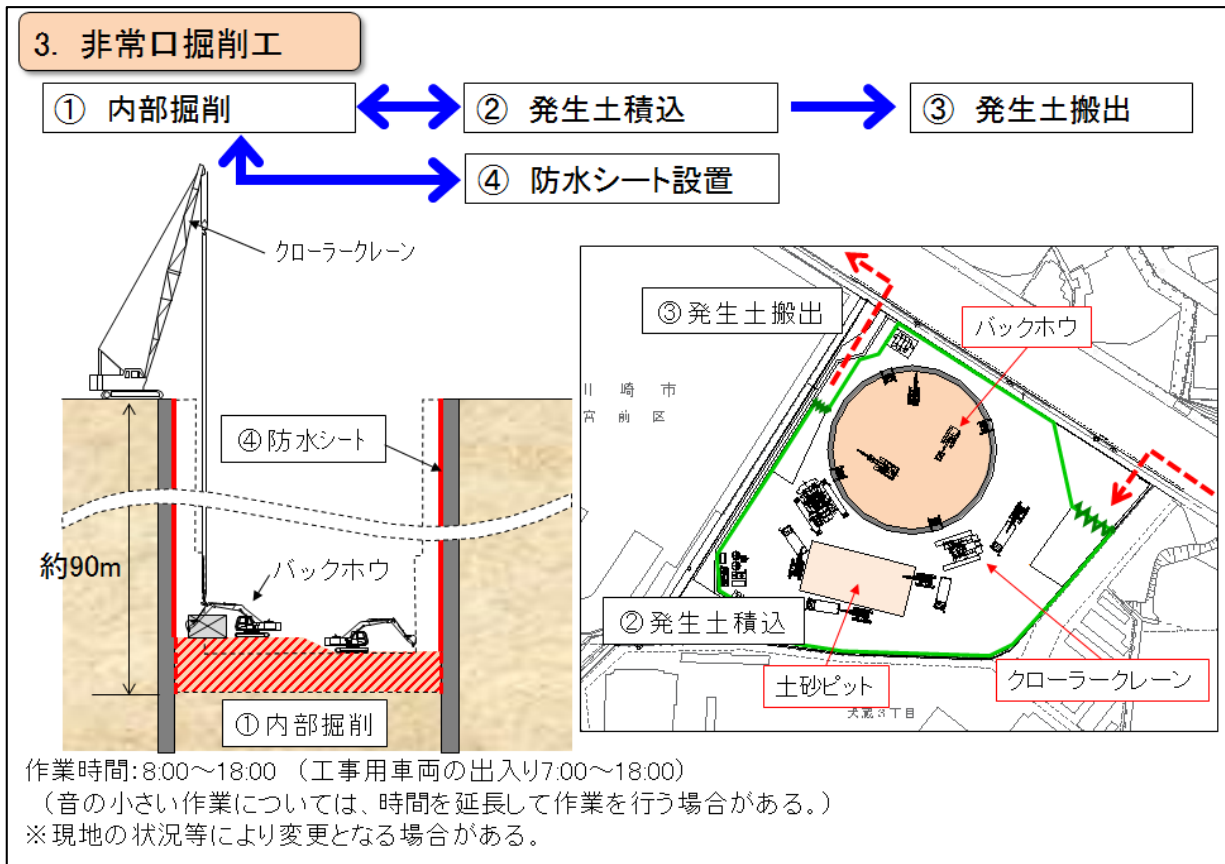 3. 非常口掘削工
① 内部掘削
② 発生土積込
③ 発生土搬出
④ 防水シート設置
クローラークレーン
④防水シート
約90m
バックホウ
①内部掘削
③発生土搬出
バックホウ
川崎市
宮前区
②発生土積込
土砂ピット
クローラークレーン
犬蔵3丁目
作業時間:8:00～18:00 (工事用車両の出入り7:00～18:00)
(音の小さい作業については、時間を延長して作業を行う場合がある。)
※現地の状況等により変更となる場合がある。